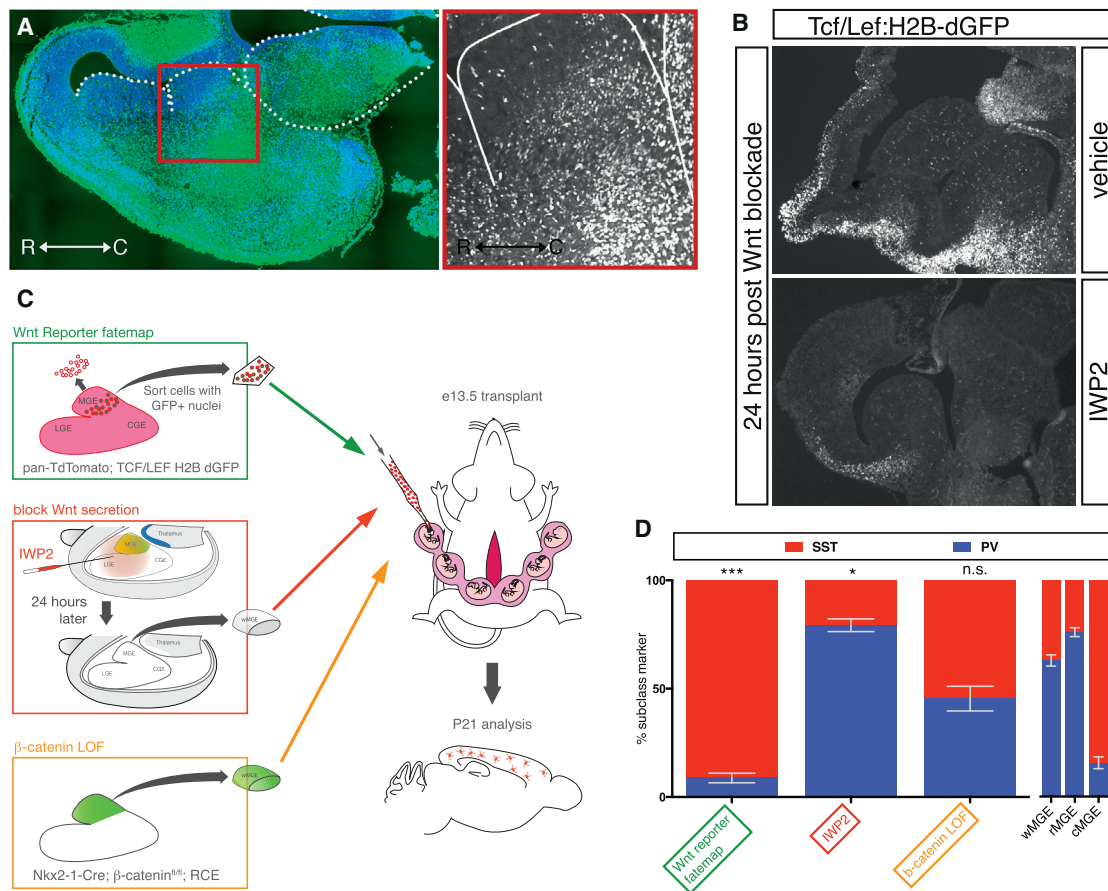 A
R C
R C
B
Tcf/Lef:H2B-dGFP
24 hours post Wnt blockade
vehicle
IWP2
C
Wnt Reporter fatemap
MGE
LGE
CGE
Sort cells with
GFP+ nuclei
pan-TdTomato; TCF/LEF H2B dGFP
block Wnt secretion
IWP2
Thalamus
MGE
LGE
CGE
24 hours
later
Thalamus
MGE
LGE
CGE
wMGE
β-catenin LOF
wMGE
Nkx2-1-Cre; β-catenin fl/fl; RCE
e13.5 transplant
P21 analysis
D
SST PV
*** * n.s.
% subclass marker
100
50
0
Wnt reporter
fatemap
IWP2
b-catenin LOF
wMGE
rMGE
cMGE